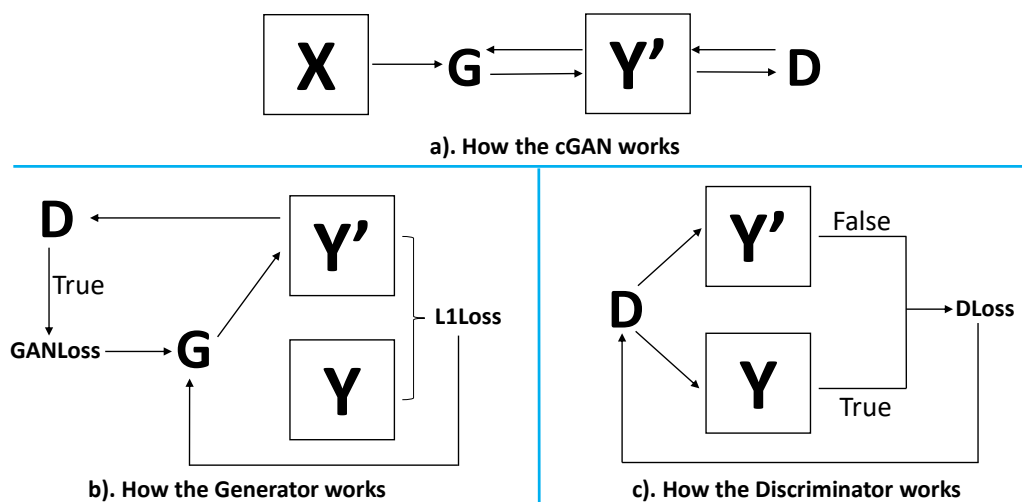 X
G
Y’
D
a). How the cGAN works
D
Y’
True
L1Loss
GANLoss
G
Y
b). How the Generator works
Y’
False
D
DLoss
Y
True
c). How the Discriminator works